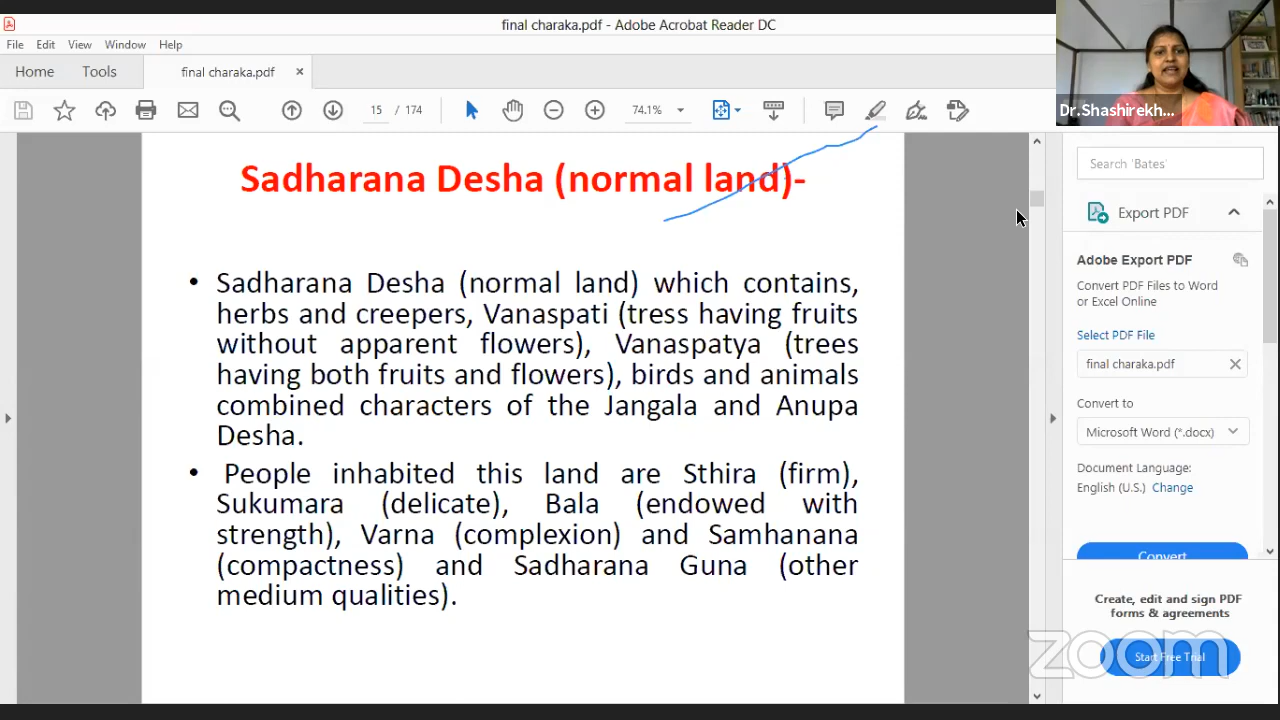 final charaka.pdf - Adobe Acrobat Reader DC
File Edit View Window Help
Home Tools final charaka.pdf ×
15 / 174 74.1%
Dr.Shashirekh...
Sadharana Desha (normal land)-
• Sadharana Desha (normal land) which contains,
herbs and creepers, Vanaspati (tress having fruits
without apparent flowers), Vanaspatya (trees
having both fruits and flowers), birds and animals
combined characters of the Jangala and Anupa
Desha.
• People inhabited this land are Sthira (firm),
Sukumara (delicate), Bala (endowed with
strength), Varna (complexion) and Samhanana
(compactness) and Sadharana Guna (other
medium qualities).
Search 'Bates'
Export PDF
Adobe Export PDF
Convert PDF Files to Word
or Excel Online
Select PDF File
final charaka.pdf
Convert to
Microsoft Word (*.docx)
Document Language:
English (U.S.) Change
Convert
Create, edit and sign PDF
forms & agreements
Start Free Trial
zoom